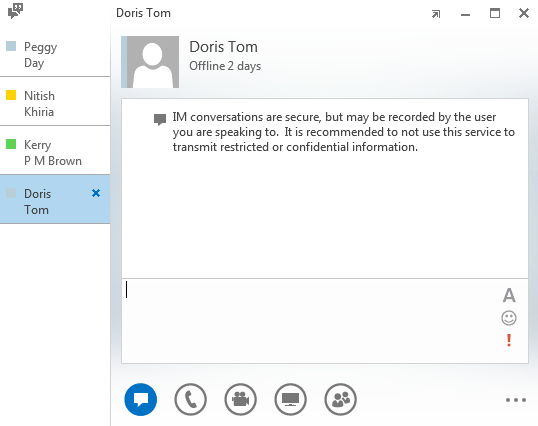 Doris Tom
Peggy
Day
Nitish
Khiria
Kerry
P M Brown
Doris
Tom
Doris Tom
Offline 2 days
IM conversations are secure, but may be recorded by the user
you are speaking to. It is recommended to not use this service to
transmit restricted or confidential information.
A
!